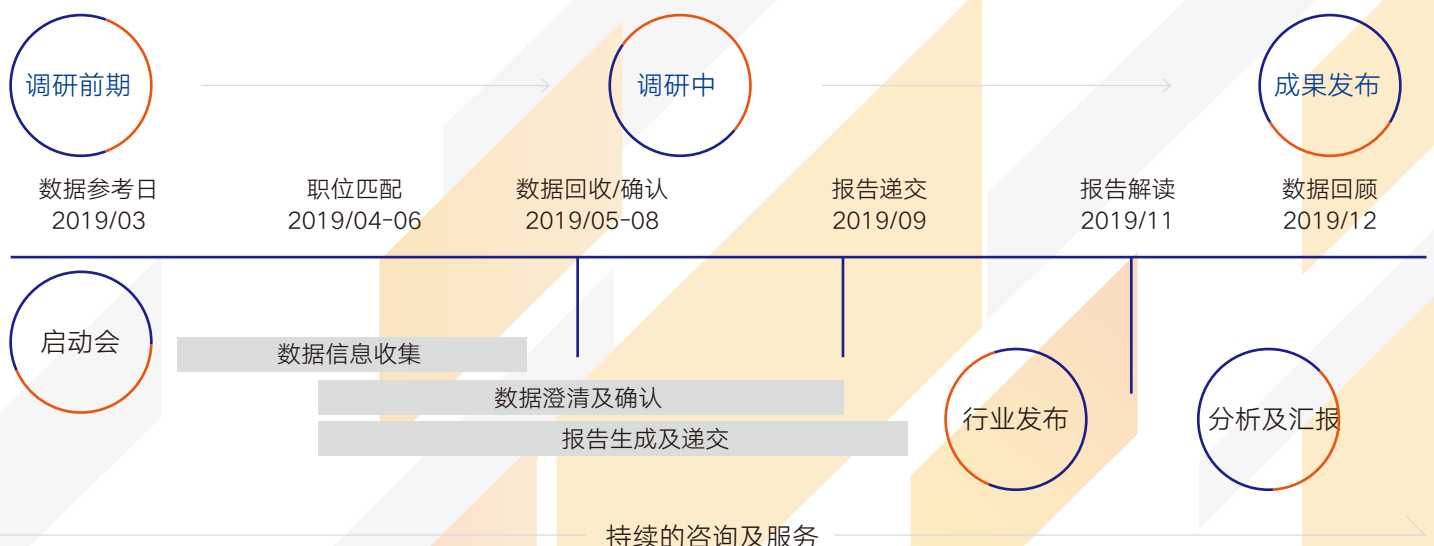 调研前期
调研中
成果发布
数据参考日
2019/03
职位匹配
2019/04-06
数据回收/确认
2019/05-08
报告递交
2019/09
报告解读
2019/11
数据回顾
2019/12
启动会
数据信息收集
数据澄清及确认
报告生成及递交
行业发布
分析及汇报
持续的咨询及服务